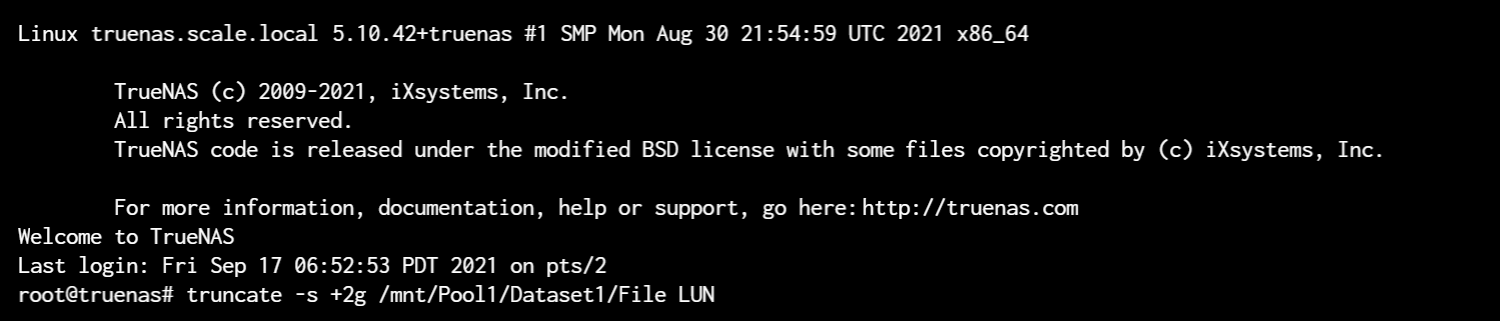 Linux truenas.scale.local 5.10.42+truenas #1 SMP Mon Aug 30 21:54:59 UTC 2021 x86_64
TrueNAS (c) 2009-2021, iXsystems, Inc.
All rights reserved.
TrueNAS code is released under the modified BSD license with some files copyrighted by (c) iXsystems, Inc.
For more information, documentation, help or support, go here: http://truenas.com
Welcome to TrueNAS
Last login: Fri Sep 17 06:52:53 PDT 2021 on pts/2
root@truenas# truncate -s +2g /mnt/Pool1/Dataset1/File LUN